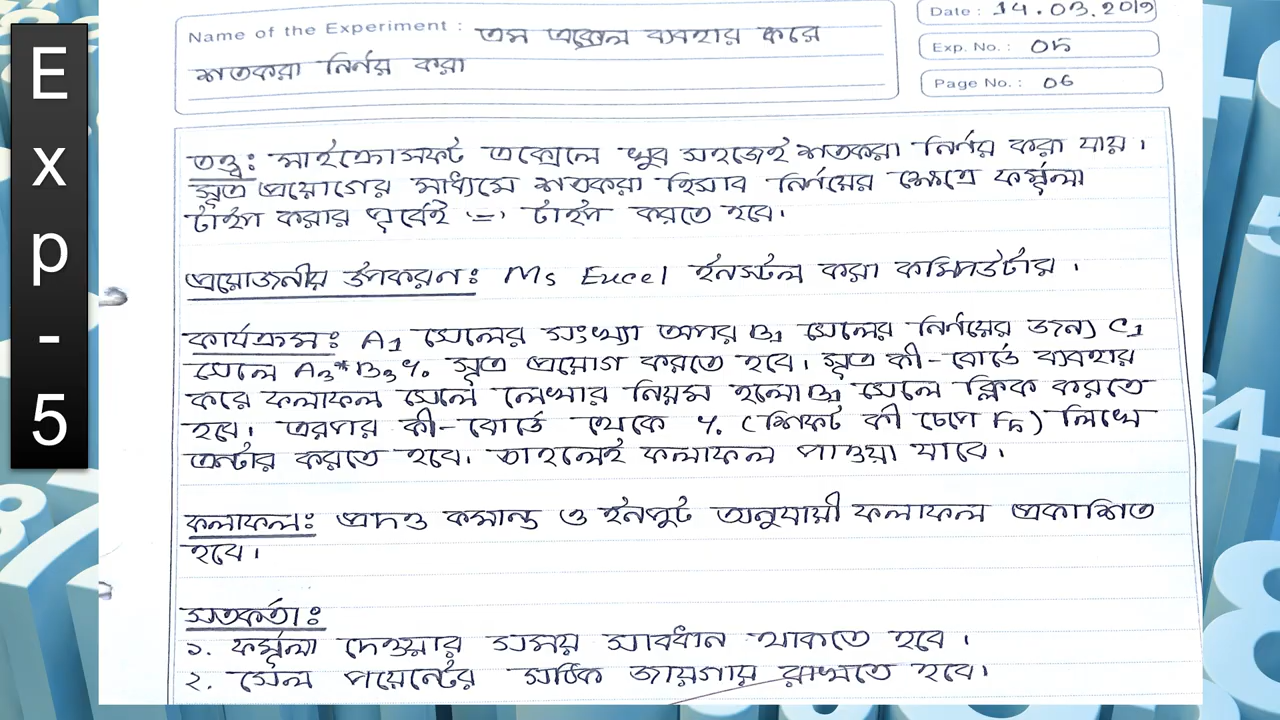 Exp-5
Name of the Experiment : এম এক্সেল ব্যবহার করে
শতকরা নির্ণয় করা
Date : 14.03.2019
Exp. No. : 05
Page No. : 06
তত্ত্ব: মাইক্রোসফট এক্সেলে খুব সহজেই শতকরা নির্ণয় করা যায়।
সূত্র প্রয়োগের মাধ্যমে শতকরা হিসাব নির্ণয়ের ক্ষেত্রে ফর্মুলা
টাইপ করার পূর্বেই '=' টাইপ করতে হবে।
প্রয়োজনীয় উপকরণ: Ms Excel ইনস্টল করা কম্পিউটার।
কার্যক্রম: A1 সেলের সংখ্যা অপর B1 সেলের নির্ণয়ের জন্য C1
সেলে A3*B3% সূত্র প্রয়োগ করতে হবে। সূত্র কী-বোর্ড ব্যবহার
করে ফলাফল সেলে লেখার নিয়ম হলো সেলে ক্লিক করতে
হবে। এরপর কী-বোর্ড থেকে % (শিফট কী চেপে F5) লিখে
এন্টার করতে হবে। তাহলেই ফলাফল পাওয়া যাবে।
ফলাফল: প্রদত্ত কমান্ড ও ইনপুট অনুযায়ী ফলাফল প্রকাশিত
হবে।
সতর্কতা:
১. ফর্মুলা দেওয়ার সময় সাবধান থাকতে হবে।
২. সেল পয়েন্টের সঠিক জায়গায় রাখতে হবে।